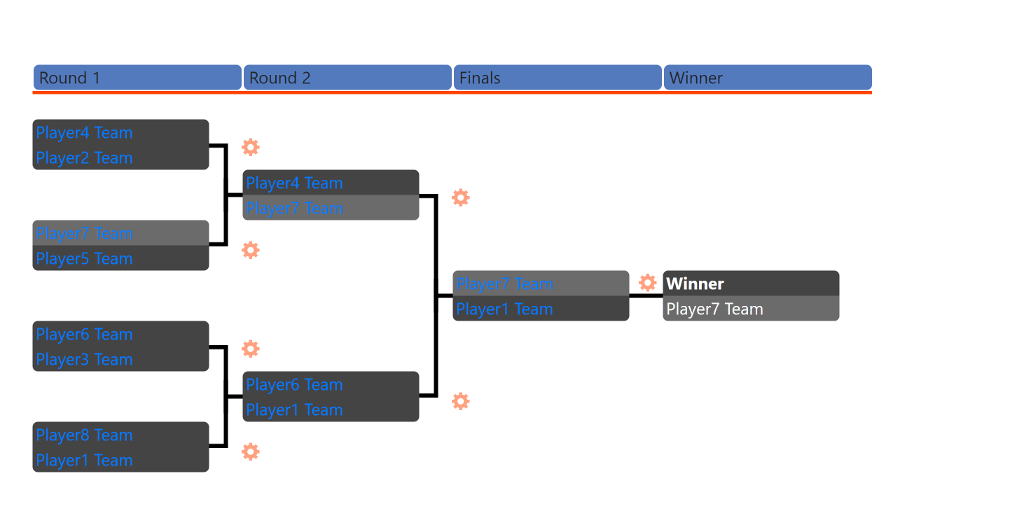 Round 1
Round 2
Finals
Winner
Player4 Team
Player2 Team
Player7 Team
Player5 Team
Player6 Team
Player3 Team
Player8 Team
Player1 Team
Player4 Team
Player7 Team
Player6 Team
Player1 Team
Player7 Team
Player1 Team
Winner
Player7 Team